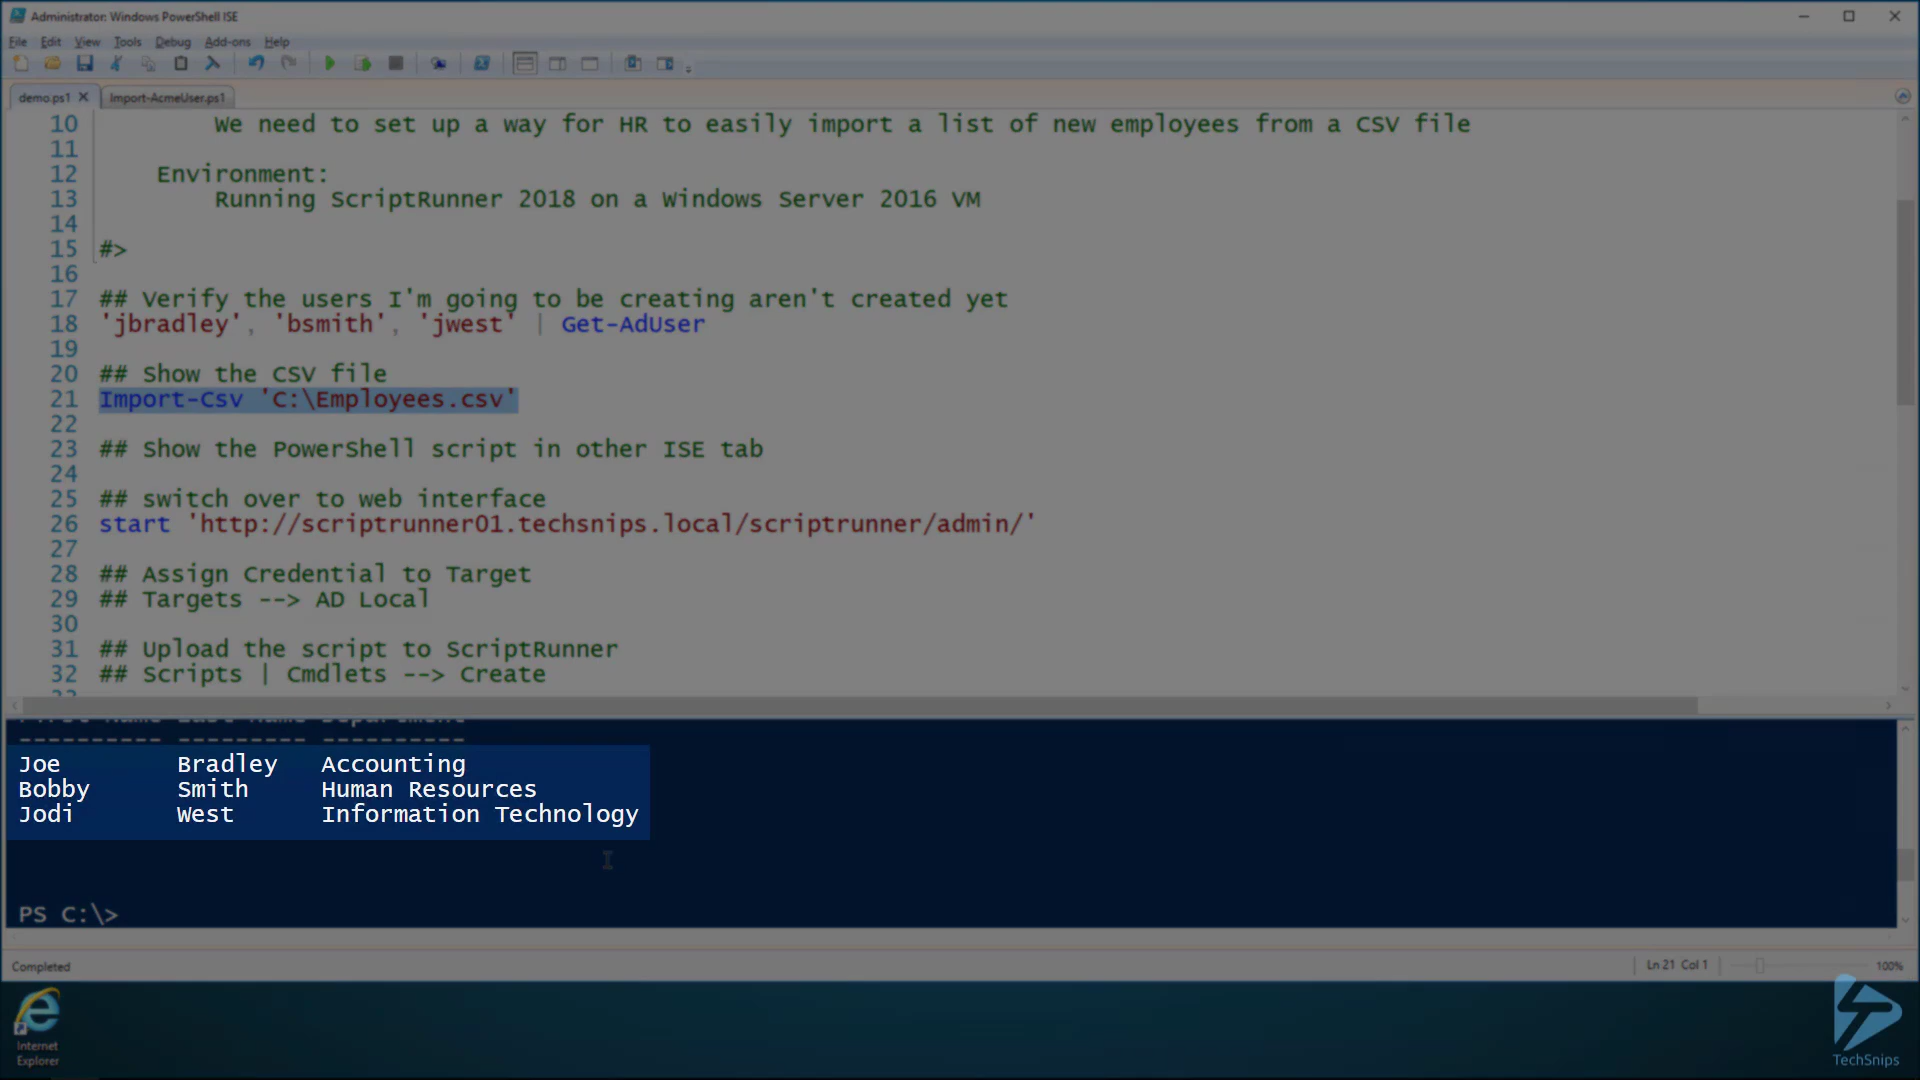 Administrator: Windows PowerShell ISE
File Edit View Tools Debug Add-ons Help
demo.ps1 Import-AcmeUser.ps1
10 We need to set up a way for HR to easily import a list of new employees from a CSV file
11
12 Environment:
13 Running ScriptRunner 2018 on a Windows Server 2016 VM
14
15 #>
16
17 ## Verify the users I'm going to be creating aren't created yet
18 'jbradley', 'bsmith', 'jwest' | Get-AdUser
19
20 ## Show the CSV file
21 Import-Csv 'C:\Employees.csv'
22
23 ## Show the PowerShell script in other ISE tab
24
25 ## switch over to web interface
26 start 'http://scriptrunner01.techsnips.local/scriptrunner/admin/'
27
28 ## Assign Credential to Target
29 ## Targets --> AD Local
30
31 ## Upload the script to ScriptRunner
32 ## Scripts | Cmdlets --> Create
33
First Name Last Name Department
---------- --------- ----------
Joe Bradley Accounting
Bobby Smith Human Resources
Jodi West Information Technology
PS C:\>
Completed Ln 21 Col 1 100%
Internet
Explorer
TechSnips